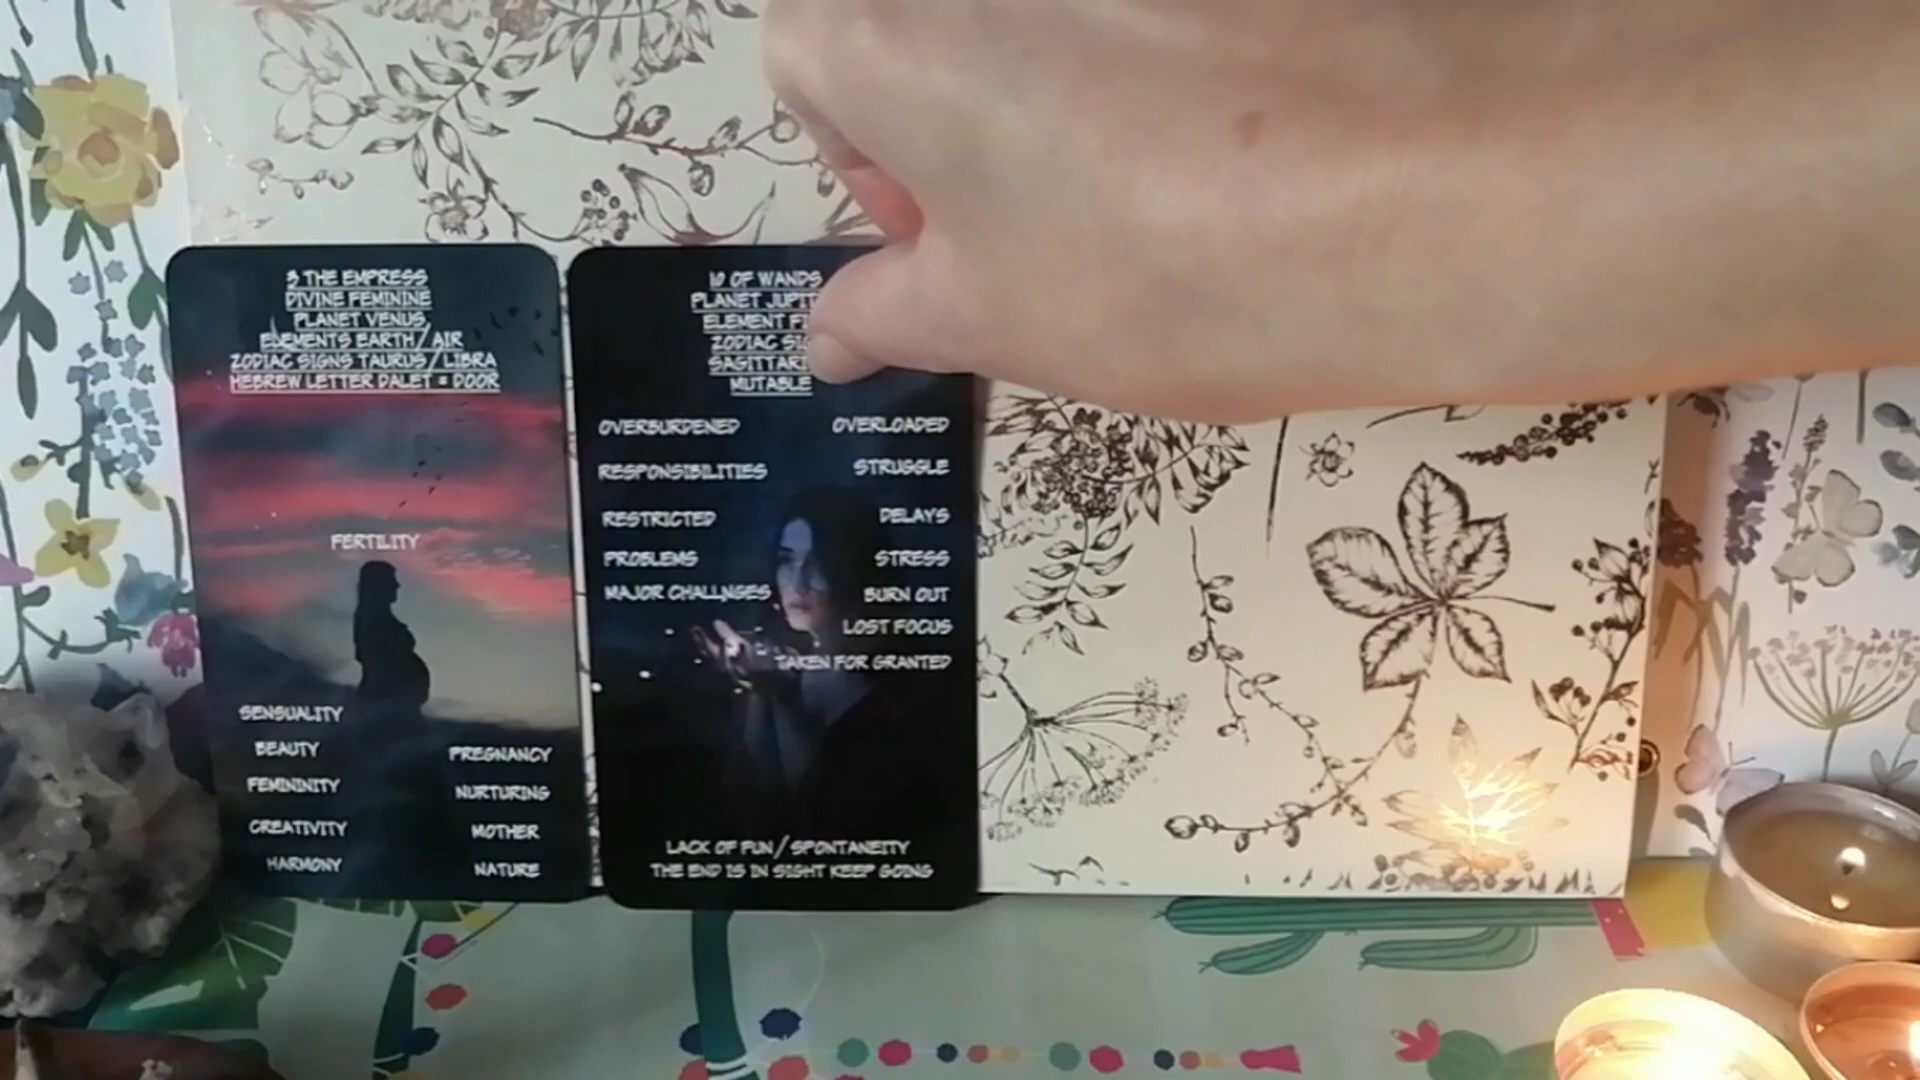 3 THE EMPRESS
DIVINE FEMININE
PLANET VENUS
ELEMENTS EARTH/AIR
ZODIAC SIGNS TAURUS/LIBRA
HEBREW LETTER DALET = DOOR
FERTILITY
SENSUALITY
BEAUTY
FEMININITY
CREATIVITY
HARMONY
PREGNANCY
NURTURING
MOTHER
NATURE
10 OF WANDS
PLANET
ELEMENT
ZODIAC
MUTABLE
OVERBURDENED
RESPONSIBILITIES
RESTRICTED
PROBLEMS
MAJOR CHALLNGES
OVERLOADED
STRUGGLE
DELAYS
STRESS
BURN OUT
LOST FOCUS
TAKEN FOR GRANTED
LACK OF FUN/SPONTANEITY
THE END IS IN SIGHT KEEP GOING